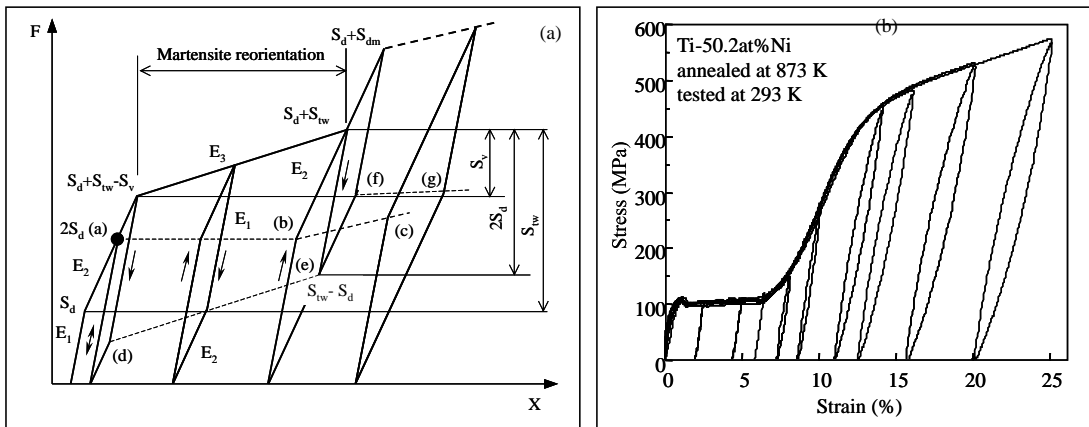 F
(a)
S_d+S_dm
Martensite reorientation
S_d+S_tw
E_3
E_2
S_v
S_d+S_tw-S_v
(f)
(g)
2S_d (a)
E_1
(b)
(c)
2S_d
S_tw
E_2
(e)
S_tw- S_d
S_d
E_1
(d)
E_2
X
(b)
Ti-50.2at%Ni
annealed at 873 K
tested at 293 K
Stress (MPa)
600
500
400
300
200
100
0
0 5 10 15 20 25
Strain (%)